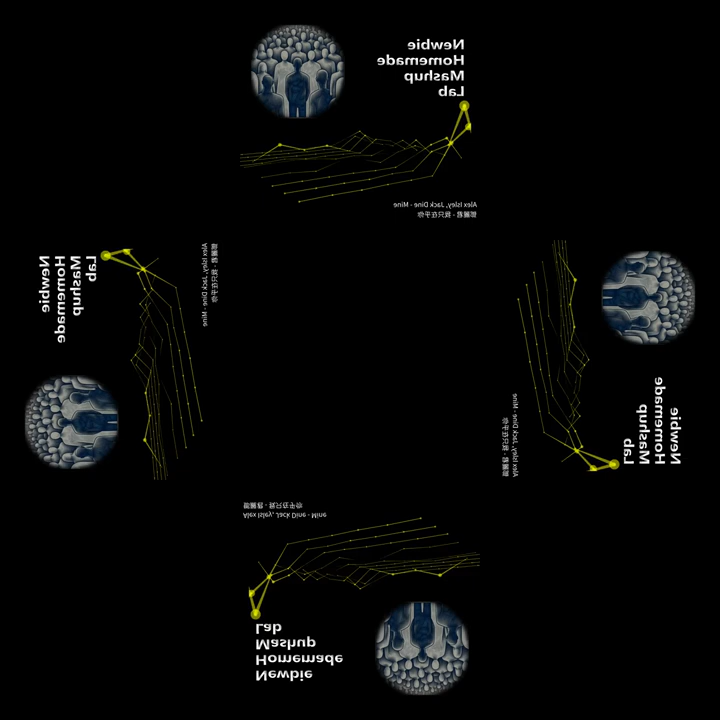 Newbie
Homemade
Mashup
Lab
Alex Isley, Jack Dine - Mine
鄧麗君 - 我只在乎你
Newbie
Homemade
Mashup
Lab
Alex Isley, Jack Dine - Mine
鄧麗君 - 我只在乎你
Newbie
Homemade
Mashup
Lab
Alex Isley, Jack Dine - Mine
鄧麗君 - 我只在乎你
Newbie
Homemade
Mashup
Lab
Alex Isley, Jack Dine - Mine
鄧麗君 - 我只在乎你